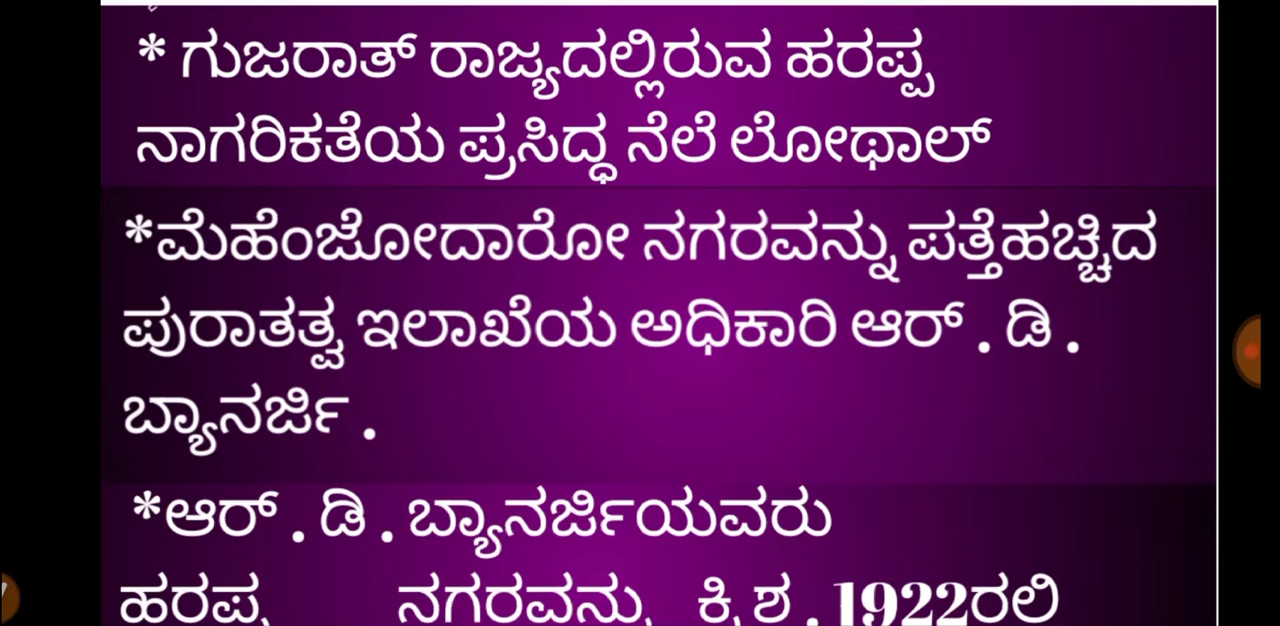 * ಗುಜರಾತ್ ರಾಜ್ಯದಲ್ಲಿರುವ ಹರಪ್ಪ
ನಾಗರಿಕತೆಯ ಪ್ರಸಿದ್ಧ ನೆಲೆ ಲೋಥಾಲ್
*ಮೆಹೆಂಜೋದಾರೋ ನಗರವನ್ನು ಪತ್ತೆಹಚ್ಚಿದ
ಪುರಾತತ್ವ ಇಲಾಖೆಯ ಅಧಿಕಾರಿ ಆರ್ . ಡಿ .
ಬ್ಯಾನರ್ಜಿ .
*ಆರ್ . ಡಿ . ಬ್ಯಾನರ್ಜಿಯವರು
ಹರಪ್ಪ ನಗರವನ್ನು ಕ್ರಿ ಶ . 1922ರಲ್ಲಿ